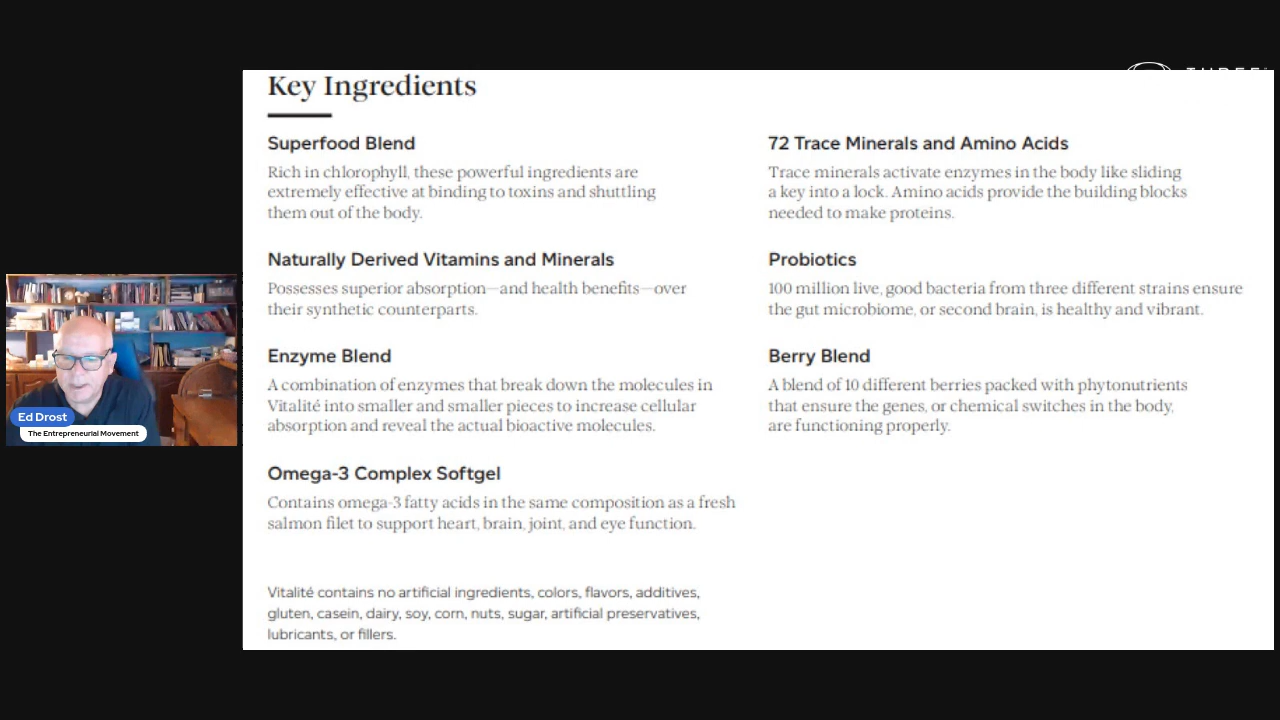 THREE
Key Ingredients
Superfood Blend
Rich in chlorophyll, these powerful ingredients are
extremely effective at binding to toxins and shuttling
them out of the body.
Naturally Derived Vitamins and Minerals
Possesses superior absorption—and health benefits—over
their synthetic counterparts.
Enzyme Blend
A combination of enzymes that break down the molecules in
Vitalité into smaller and smaller pieces to increase cellular
absorption and reveal the actual bioactive molecules.
Omega-3 Complex Softgel
Contains omega-3 fatty acids in the same composition as a fresh
salmon filet to support heart, brain, joint, and eye function.
Vitalité contains no artificial ingredients, colors, flavors, additives,
gluten, casein, dairy, soy, corn, nuts, sugar, artificial preservatives,
lubricants, or fillers.
72 Trace Minerals and Amino Acids
Trace minerals activate enzymes in the body like sliding
a key into a lock. Amino acids provide the building blocks
needed to make proteins.
Probiotics
100 million live, good bacteria from three different strains ensure
the gut microbiome, or second brain, is healthy and vibrant.
Berry Blend
A blend of 10 different berries packed with phytonutrients
that ensure the genes, or chemical switches in the body,
are functioning properly.
Ed Drost
The Entrepreneurial Movement